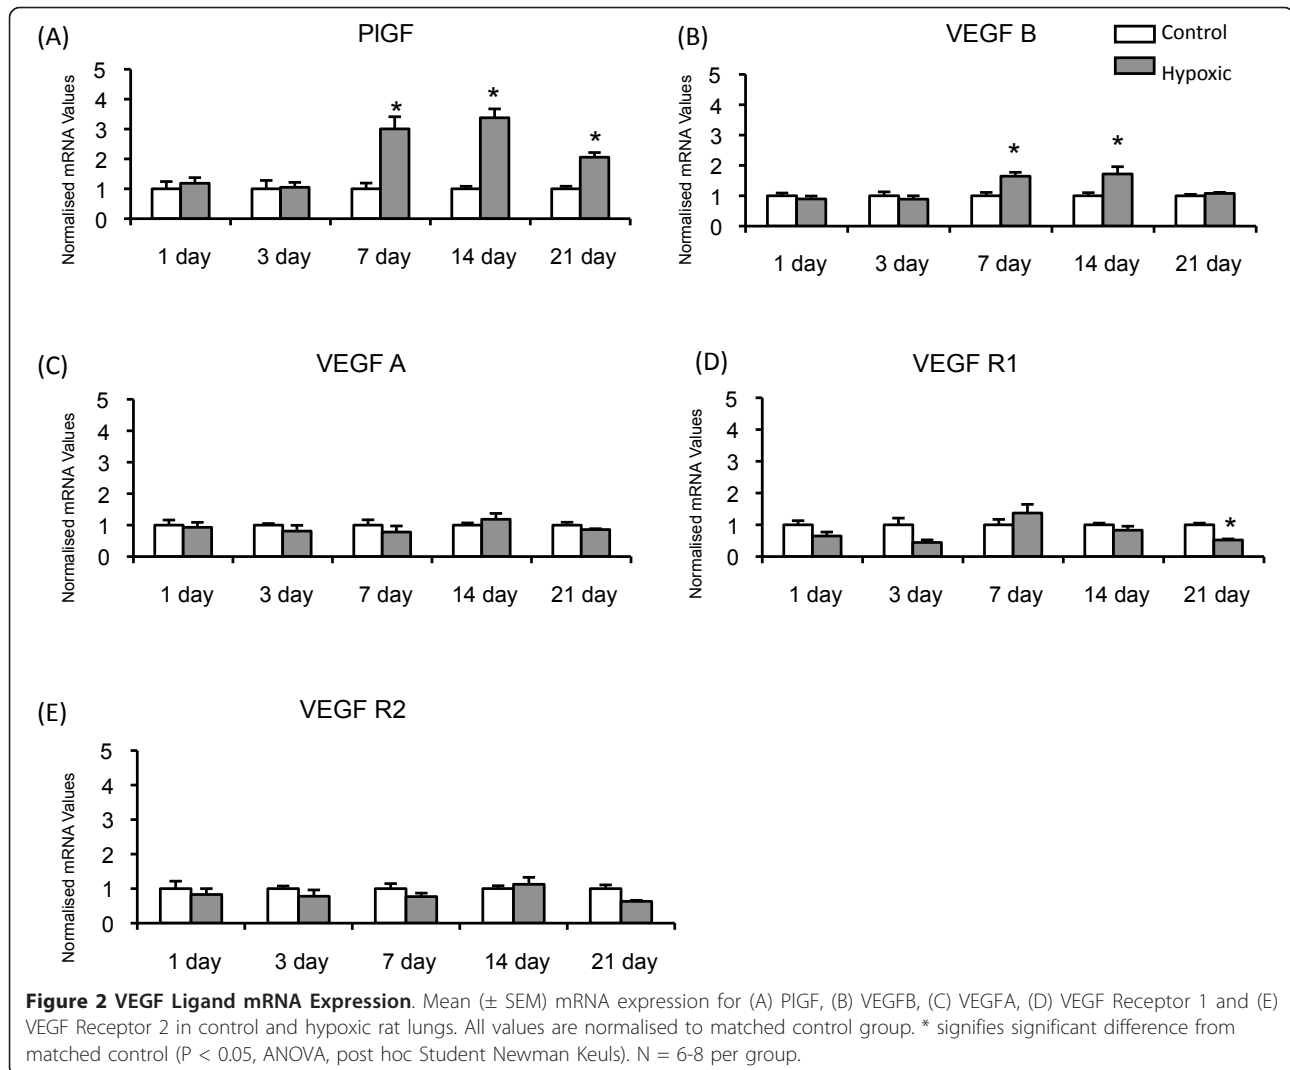 (A) PlGF
Normalised mRNA Values
5
4
3
2
1
0
* * *
1 day 3 day 7 day 14 day 21 day
(B) VEGF B
Control
Hypoxic
Normalised mRNA Values
5
4
3
2
1
0
* *
1 day 3 day 7 day 14 day 21 day
(C) VEGF A
Normalised mRNA Values
5
4
3
2
1
0
1 day 3 day 7 day 14 day 21 day
(D) VEGF R1
Normalised mRNA Values
5
4
3
2
1
0
*
1 day 3 day 7 day 14 day 21 day
(E) VEGF R2
Normalised mRNA Values
5
4
3
2
1
0
1 day 3 day 7 day 14 day 21 day
Figure 2 VEGF Ligand mRNA Expression. Mean (± SEM) mRNA expression for (A) PlGF, (B) VEGFB, (C) VEGFA, (D) VEGF Receptor 1 and (E)
VEGF Receptor 2 in control and hypoxic rat lungs. All values are normalised to matched control group. * signifies significant difference from
matched control (P < 0.05, ANOVA, post hoc Student Newman Keuls). N = 6-8 per group.